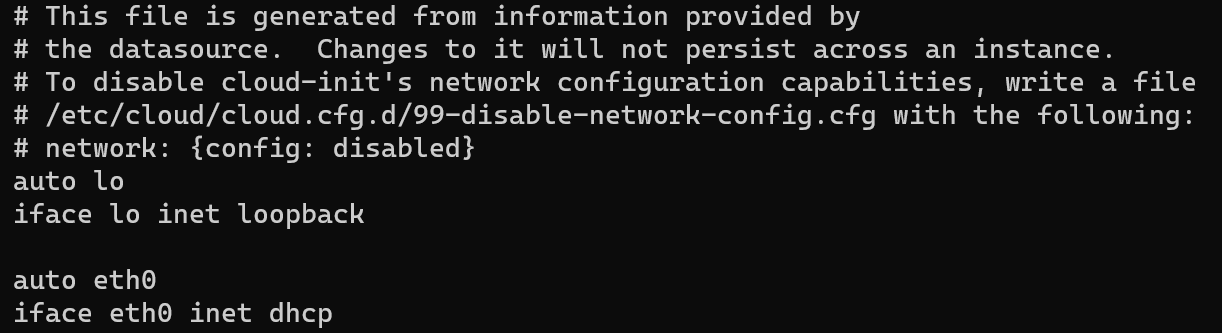 # This file is generated from information provided by
# the datasource.  Changes to it will not persist across an instance.
# To disable cloud-init's network configuration capabilities, write a file
# /etc/cloud/cloud.cfg.d/99-disable-network-config.cfg with the following:
# network: {config: disabled}
auto lo
iface lo inet loopback

auto eth0
iface eth0 inet dhcp